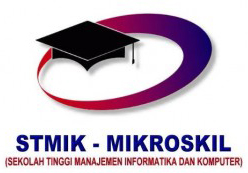 STMIK - MIKROSKIL
(SEKOLAH TINGGI MANAJEMEN INFORMATIKA DAN KOMPUTER)